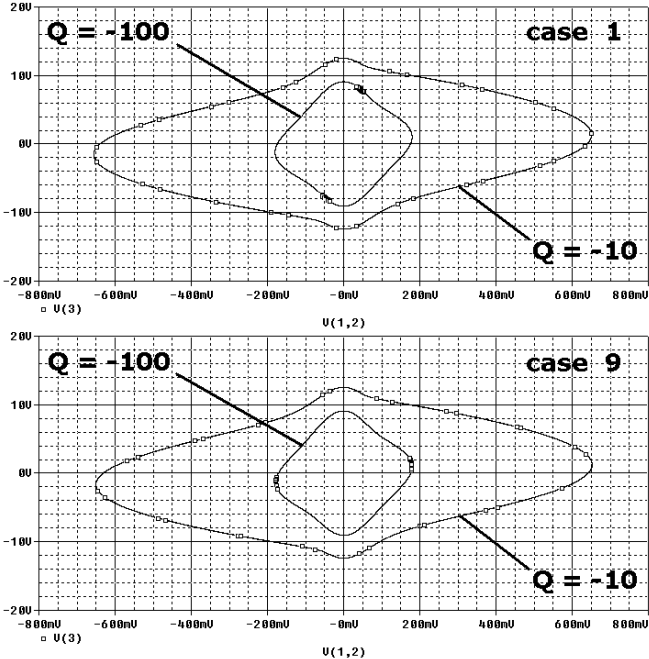 20V
Q = -100 case 1
10V
0V
-10V
Q = -10
-20V
-800mV -600mV -400mV -200mV -0mV 200mV 400mV 600mV 800mV
V(3)
V(1,2)
20V
Q = -100 case 9
10V
0V
-10V
Q = -10
-20V
-800mV -600mV -400mV -200mV -0mV 200mV 400mV 600mV 800mV
V(3)
V(1,2)